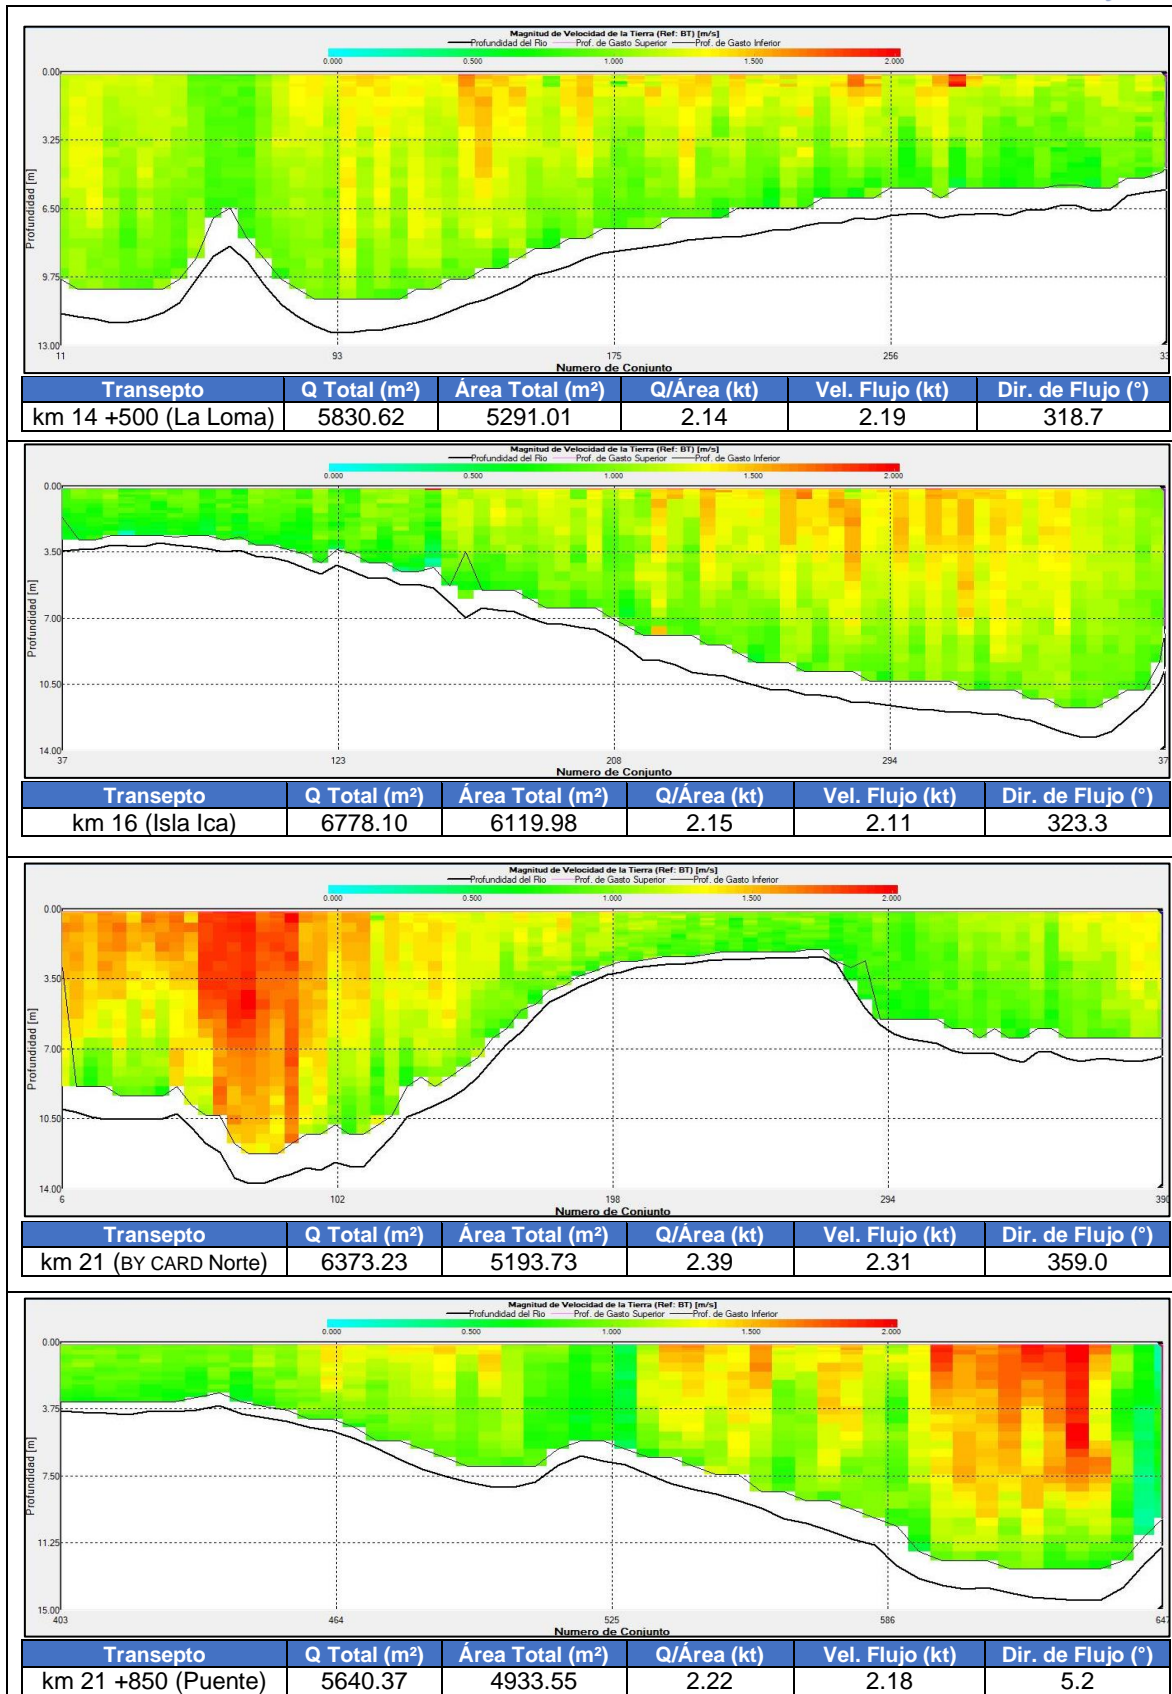 Magnitud de Velocidad de la Tierra (Ref: BT) [m/s]
Profundidad del Rio Prof. de Gasto Superior Prof. de Gasto Inferior
0.000 0.500 1.000 1.500 2.000
0.00
3.25
6.50
9.75
13.00
Profundidad [m]
11 93 175 256 33
Numero de Conjunto
Transepto Q Total (m²) Área Total (m²) Q/Área (kt) Vel. Flujo (kt) Dir. de Flujo (°)
km 14 +500 (La Loma) 5830.62 5291.01 2.14 2.19 318.7
Magnitud de Velocidad de la Tierra (Ref: BT) [m/s]
Profundidad del Rio Prof. de Gasto Superior Prof. de Gasto Inferior
0.000 0.500 1.000 1.500 2.000
0.00
3.50
7.00
10.50
14.00
Profundidad [m]
37 123 208 294 37
Numero de Conjunto
Transepto Q Total (m²) Área Total (m²) Q/Área (kt) Vel. Flujo (kt) Dir. de Flujo (°)
km 16 (Isla Ica) 6778.10 6119.98 2.15 2.11 323.3
Magnitud de Velocidad de la Tierra (Ref: BT) [m/s]
Profundidad del Rio Prof. de Gasto Superior Prof. de Gasto Inferior
0.000 0.500 1.000 1.500 2.000
0.00
3.50
7.00
10.50
14.00
Profundidad [m]
6 102 198 294 390
Numero de Conjunto
Transepto Q Total (m²) Área Total (m²) Q/Área (kt) Vel. Flujo (kt) Dir. de Flujo (°)
km 21 (BY CARD Norte) 6373.23 5193.73 2.39 2.31 359.0
Magnitud de Velocidad de la Tierra (Ref: BT) [m/s]
Profundidad del Rio Prof. de Gasto Superior Prof. de Gasto Inferior
0.000 0.500 1.000 1.500 2.000
0.00
3.75
7.50
11.25
15.00
Profundidad [m]
403 464 525 586 647
Numero de Conjunto
Transepto Q Total (m²) Área Total (m²) Q/Área (kt) Vel. Flujo (kt) Dir. de Flujo (°)
km 21 +850 (Puente) 5640.37 4933.55 2.22 2.18 5.2